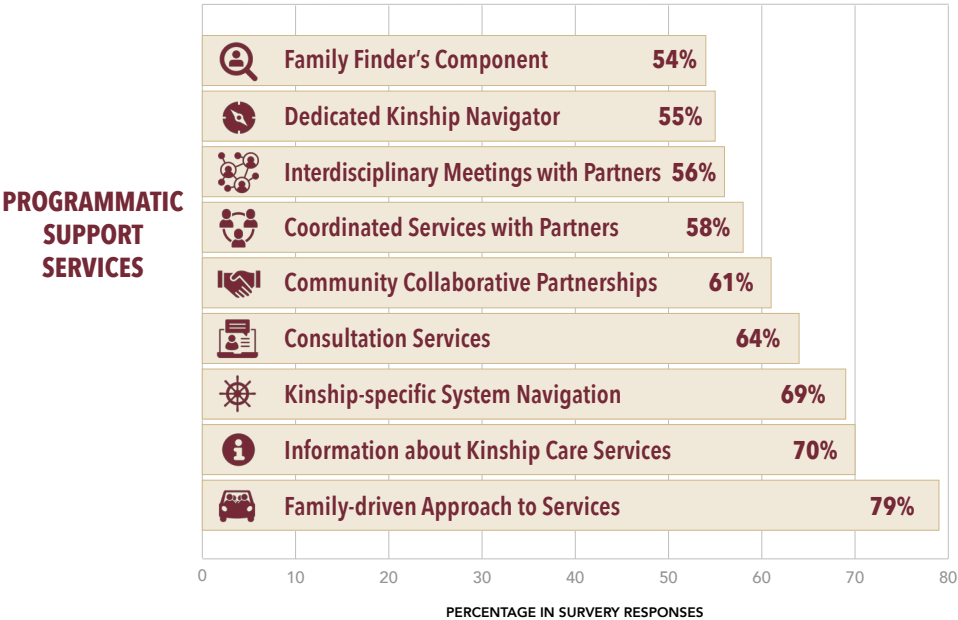 Family Finder's Component 54%
Dedicated Kinship Navigator 55%
Interdisciplinary Meetings with Partners 56%
PROGRAMMATIC
SUPPORT
SERVICES
Coordinated Services with Partners 58%
Community Collaborative Partnerships 61%
Consultation Services 64%
Kinship-specific System Navigation 69%
Information about Kinship Care Services 70%
Family-driven Approach to Services 79%
0 10 20 30 40 50 60 70 80
PERCENTAGE IN SURVERY RESPONSES